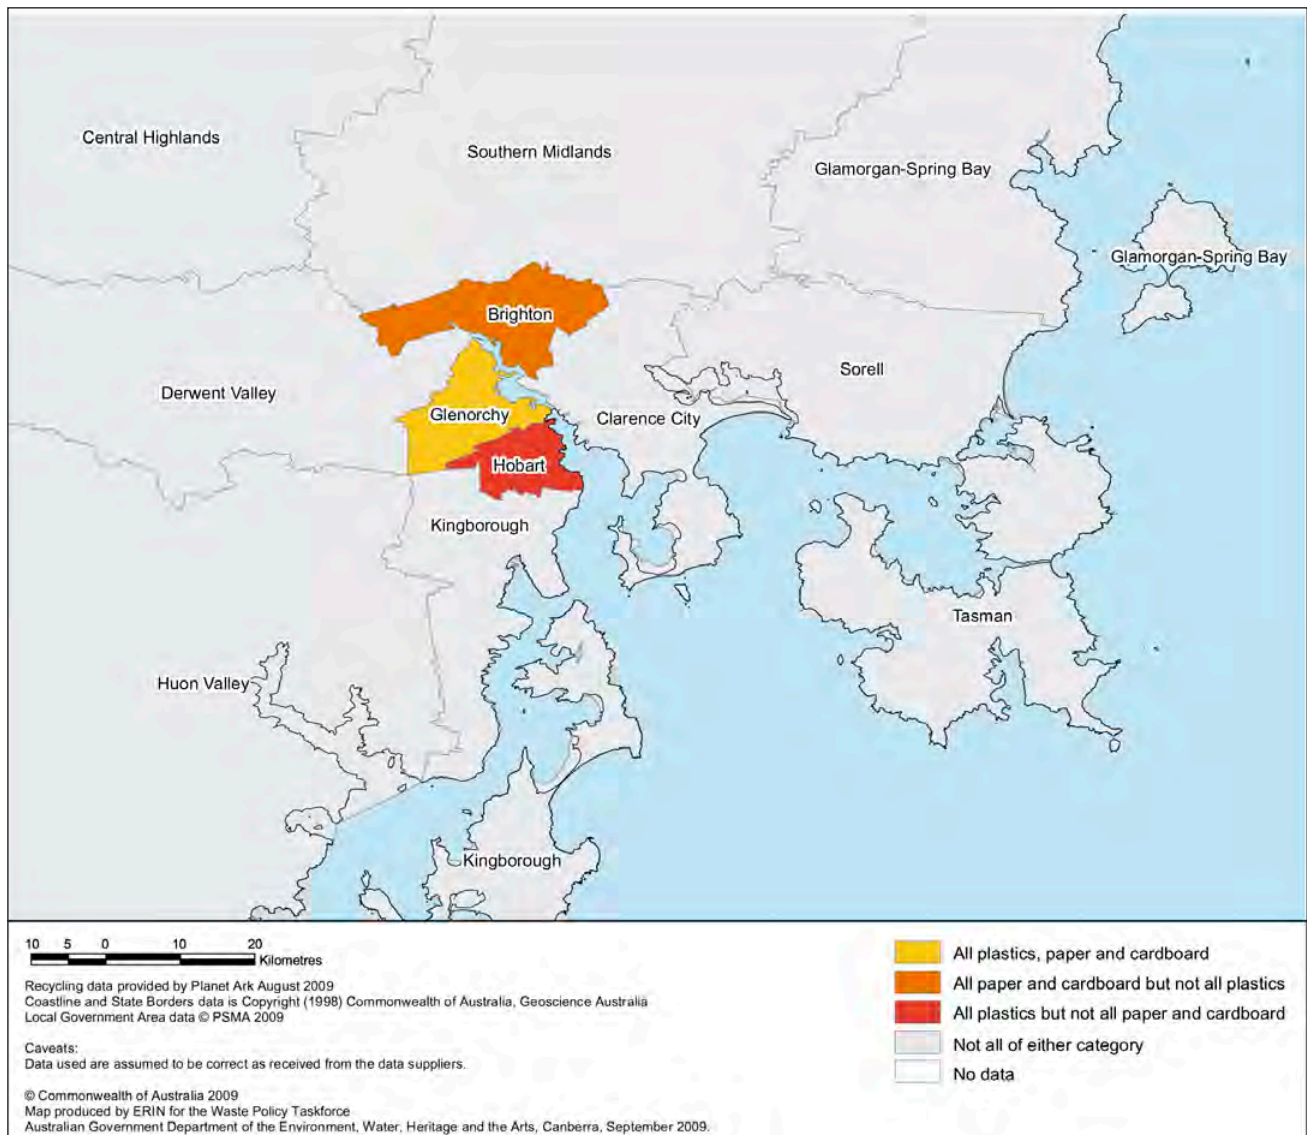 Central Highlands
Southern Midlands
Glamorgan-Spring Bay
Glamorgan-Spring Bay
Brighton
Sorell
Derwent Valley
Glenorchy
Clarence City
Hobart
Kingborough
Tasman
Huon Valley
Kingborough
10 5 0 10 20
Kilometres
Recycling data provided by Planet Ark August 2009
Coastline and State Borders data is Copyright (1998) Commonwealth of Australia, Geoscience Australia
Local Government Area data © PSMA 2009
Caveats:
Data used are assumed to be correct as received from the data suppliers.
© Commonwealth of Australia 2009
Map produced by ERIN for the Waste Policy Taskforce
Australian Government Department of the Environment, Water, Heritage and the Arts, Canberra, September 2009.
All plastics, paper and cardboard
All paper and cardboard but not all plastics
All plastics but not all paper and cardboard
Not all of either category
No data